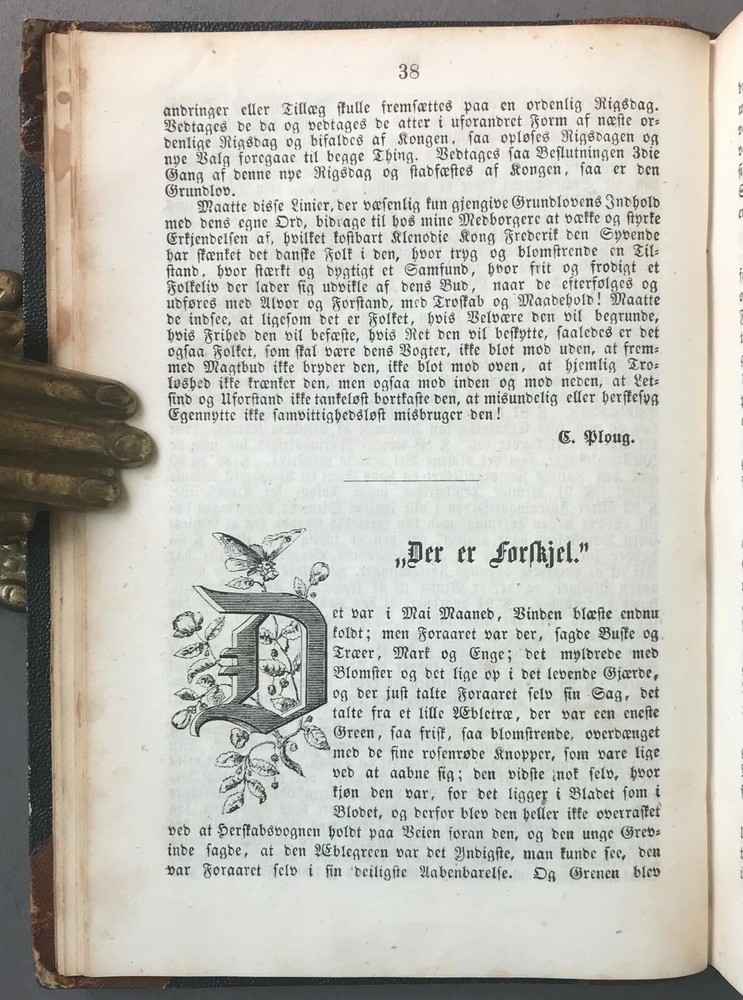 38
andringer eller Tillæg skulle fremsættes paa en ordenlig Rigsdag.
Vedtages de da og vedtages de atter i uforandret Form af næste or-
denlige Rigsdag og bifaldes af Kongen, saa opløses Rigsdagen og
nye Valg foregaae til begge Thing. Vedtages saa Beslutningen 3die
Gang af denne nye Rigsdag og stadfæstes af Kongen, saa er den
Grundlov.
Maatte disse Linier, der væsenlig kun gjengive Grundlovens Indhold
med dens egne Ord, bidrage til hos mine Medborgere at vække og styrke
Erkjendelsen af, hvilket kostbart Klenodie Kong Frederik den Syvende
har skænket det danske Folk i den, hvor tryg og blomstrende en Til-
stand, hvor stærkt og dygtigt et Samfund, hvor frit og frodigt et
Folkeliv der lader sig udvikle af dens Bud, naar de efterfølges og
udføres med Alvor og Forstand, med Troskab og Maadehold! Maatte
de indsee, at ligesom det er Folket, hvis Velvære den vil begrunde,
hvis Frihed den vil befæste, hvis Ret den vil beskytte, saaledes er det
ogsaa Folket, som skal være dens Vogter, ikke blot mod uden, at frem-
med Magtbud ikke bryder den, ikke blot mod oven, at hjemlig Tro-
løshed ikke krænker den, men ogsaa mod inden og mod neden, at Let-
sind og Uforstand ikke tankeløst bortkaste den, at misundelig eller herskesyg
Egennytte ikke samvittighedsløst misbruger den!
C. Ploug.
„Der er Forskjel.”
Det var i Mai Maaned, Vinden blæste endnu
koldt; men Foraaret var der, sagde Buske og
Træer, Mark og Enge; det myldrede med
Blomster og det lige op i det levende Gjærde,
og der just talte Foraaret selv sin Sag, det
talte fra et lille Æbletræ, der var een eneste
Green, saa frisk, saa blomstrende, overdænget
med de fine rosenrøde Knopper, som vare lige
ved at aabne sig; den vidste nok selv, hvor
kjøn den var, for det ligger i Bladet som i
Blodet, og derfor blev den heller ikke overrasket
ved at Herskabsvognen holdt paa Veien foran den, og den unge Grev-
inde sagde, at den Æblegreen var det Yndigste, man kunde see, den
var Foraaret selv i sin deiligste Aabenbarelse. Og Grenen blev